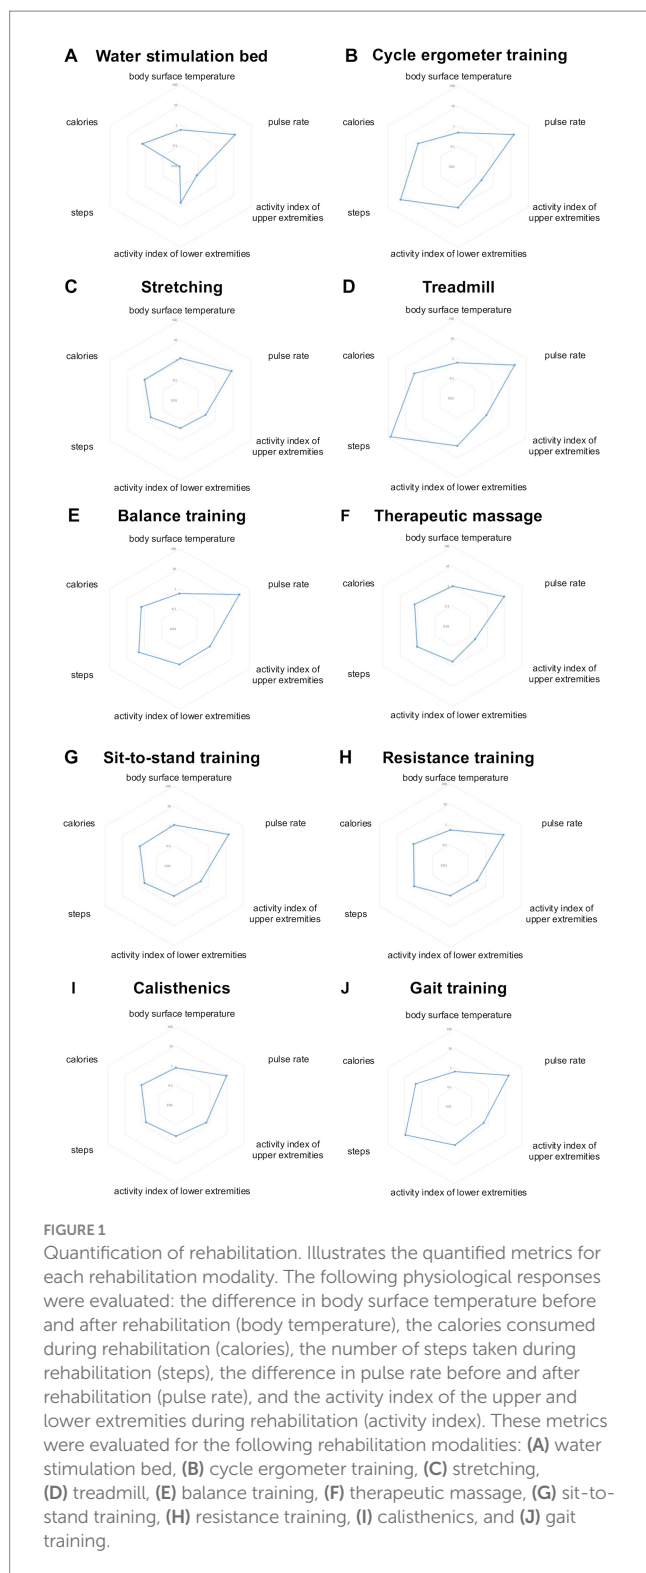 A Water stimulation bed
body surface temperature
calories
pulse rate
steps
activity index of
upper extremities
activity index of lower extremities
B Cycle ergometer training
body surface temperature
calories
pulse rate
steps
activity index of
upper extremities
activity index of lower extremities
C Stretching
body surface temperature
calories
pulse rate
steps
activity index of
upper extremities
activity index of lower extremities
D Treadmill
body surface temperature
calories
pulse rate
steps
activity index of
upper extremities
activity index of lower extremities
E Balance training
body surface temperature
calories
pulse rate
steps
activity index of
upper extremities
activity index of lower extremities
F Therapeutic massage
body surface temperature
calories
pulse rate
steps
activity index of
upper extremities
activity index of lower extremities
G Sit-to-stand training
body surface temperature
calories
pulse rate
steps
activity index of
upper extremities
activity index of lower extremities
H Resistance training
body surface temperature
calories
pulse rate
steps
activity index of
upper extremities
activity index of lower extremities
I Calisthenics
body surface temperature
calories
pulse rate
steps
activity index of
upper extremities
activity index of lower extremities
J Gait training
body surface temperature
calories
pulse rate
steps
activity index of
upper extremities
activity index of lower extremities
FIGURE 1
Quantification of rehabilitation. Illustrates the quantified metrics for
each rehabilitation modality. The following physiological responses
were evaluated: the difference in body surface temperature before
and after rehabilitation (body temperature), the calories consumed
during rehabilitation (calories), the number of steps taken during
rehabilitation (steps), the difference in pulse rate before and after
rehabilitation (pulse rate), and the activity index of the upper and
lower extremities during rehabilitation (activity index). These metrics
were evaluated for the following rehabilitation modalities: (A) water
stimulation bed, (B) cycle ergometer training, (C) stretching,
(D) treadmill, (E) balance training, (F) therapeutic massage, (G) sit-to-
stand training, (H) resistance training, (I) calisthenics, and (J) gait
training.